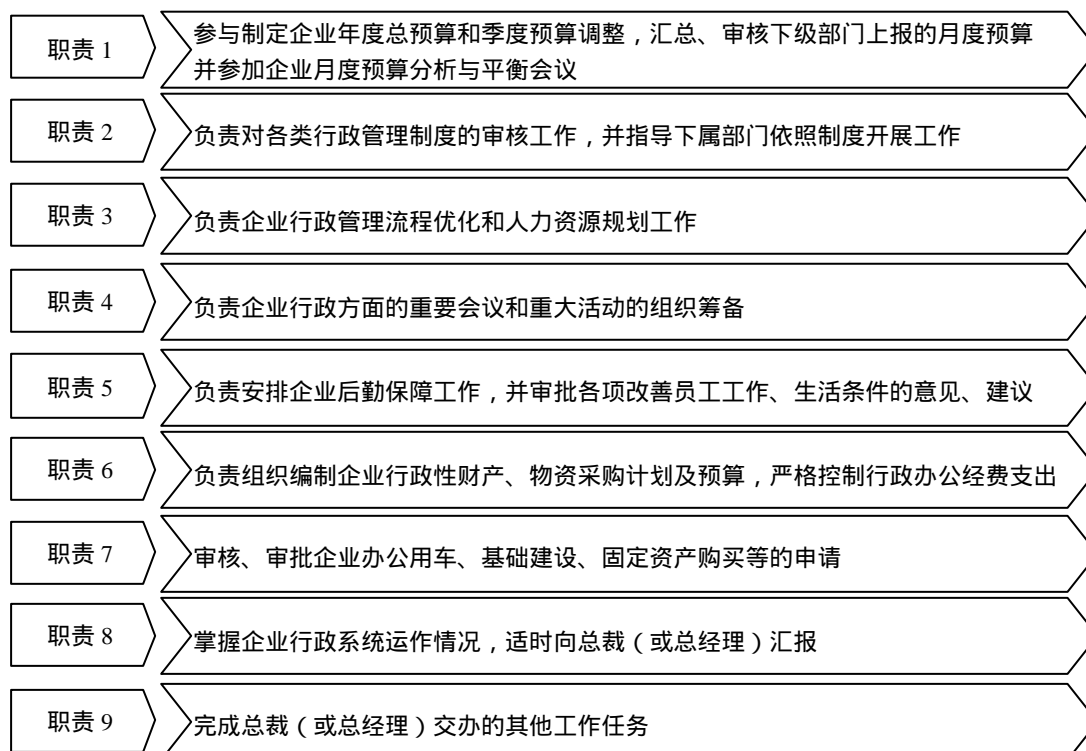 职责 1
参与制定企业年度总预算和季度预算调整，汇总、审核下级部门上报的月度预算
并参加企业月度预算分析与平衡会议
职责 2
负责对各类行政管理制度的审核工作，并指导下属部门依照制度开展工作
职责 3
负责企业行政管理流程优化和人力资源规划工作
职责 4
负责企业行政方面的重要会议和重大活动的组织筹备
职责 5
负责安排企业后勤保障工作，并审批各项改善员工工作、生活条件的意见、建议
职责 6
负责组织编制企业行政性财产、物资采购计划及预算，严格控制行政办公经费支出
职责 7
审核、审批企业办公用车、基础建设、固定资产购买等的申请
职责 8
掌握企业行政系统运作情况，适时向总裁（或总经理）汇报
职责 9
完成总裁（或总经理）交办的其他工作任务